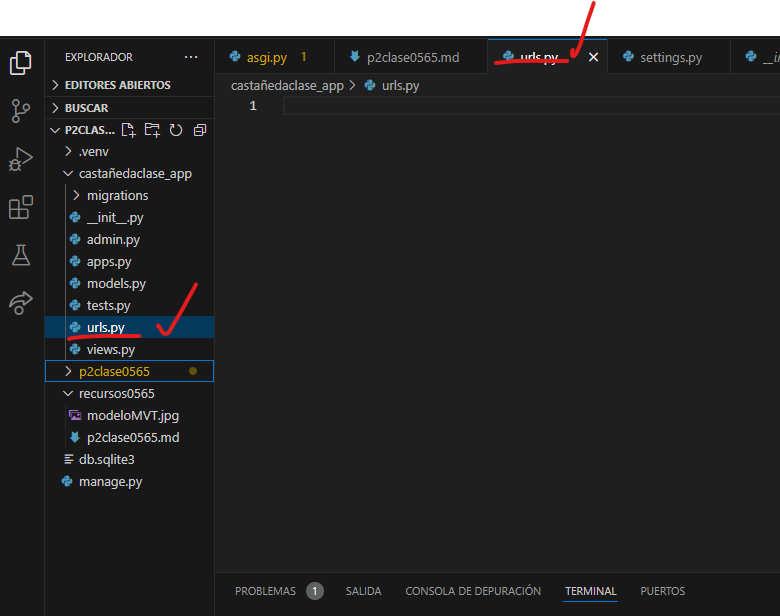 asgi.py 1 p2clase0565.md urls.py settings.py
EXPLORADOR
EDITORES ABIERTOS
castañedaclase_app > urls.py
BUSCAR
1
P2CLAS...
.venv
castañedaclase_app
migrations
__init__.py
admin.py
apps.py
models.py
tests.py
urls.py
views.py
p2clase0565
recursos0565
modeloMVT.jpg
p2clase0565.md
db.sqlite3
manage.py
PROBLEMAS 1 SALIDA CONSOLA DE DEPURACIÓN TERMINAL PUERTOS